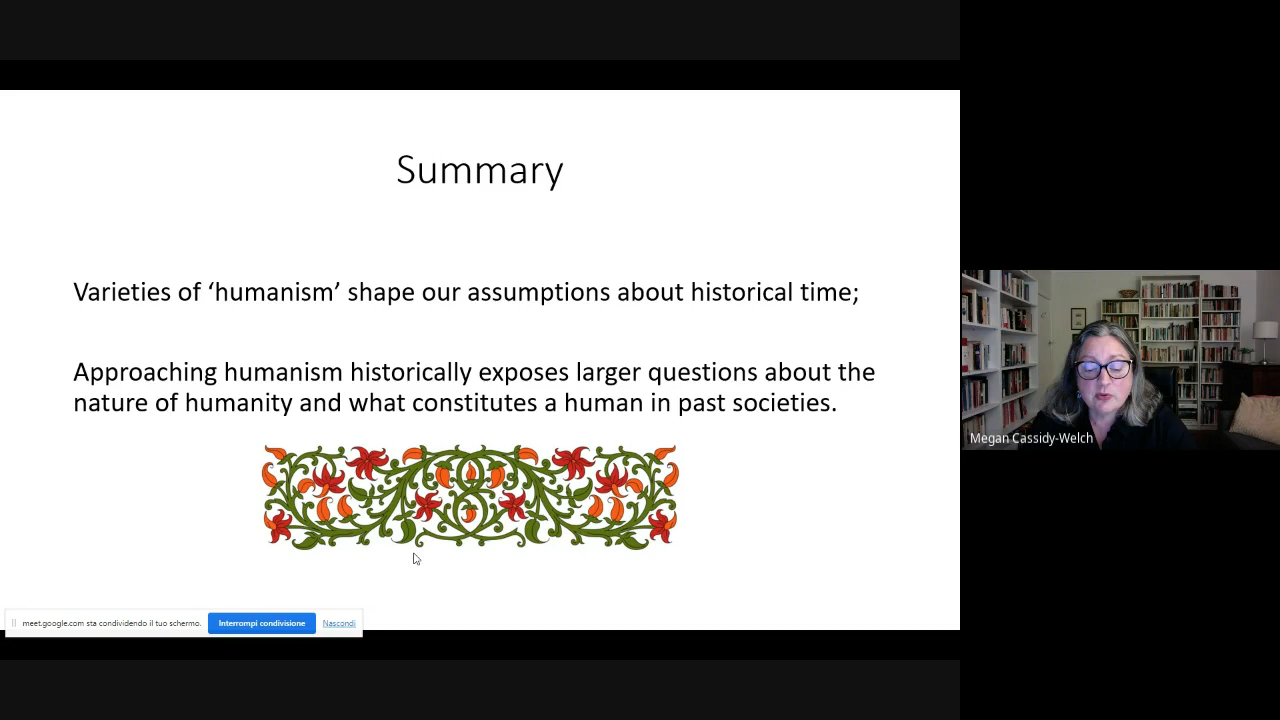 Summary
Varieties of ‘humanism’ shape our assumptions about historical time;
Approaching humanism historically exposes larger questions about the
nature of humanity and what constitutes a human in past societies.
Megan Cassidy-Welch
meet.google.com sta condividendo il tuo schermo. Interrompi condivisione Nascondi